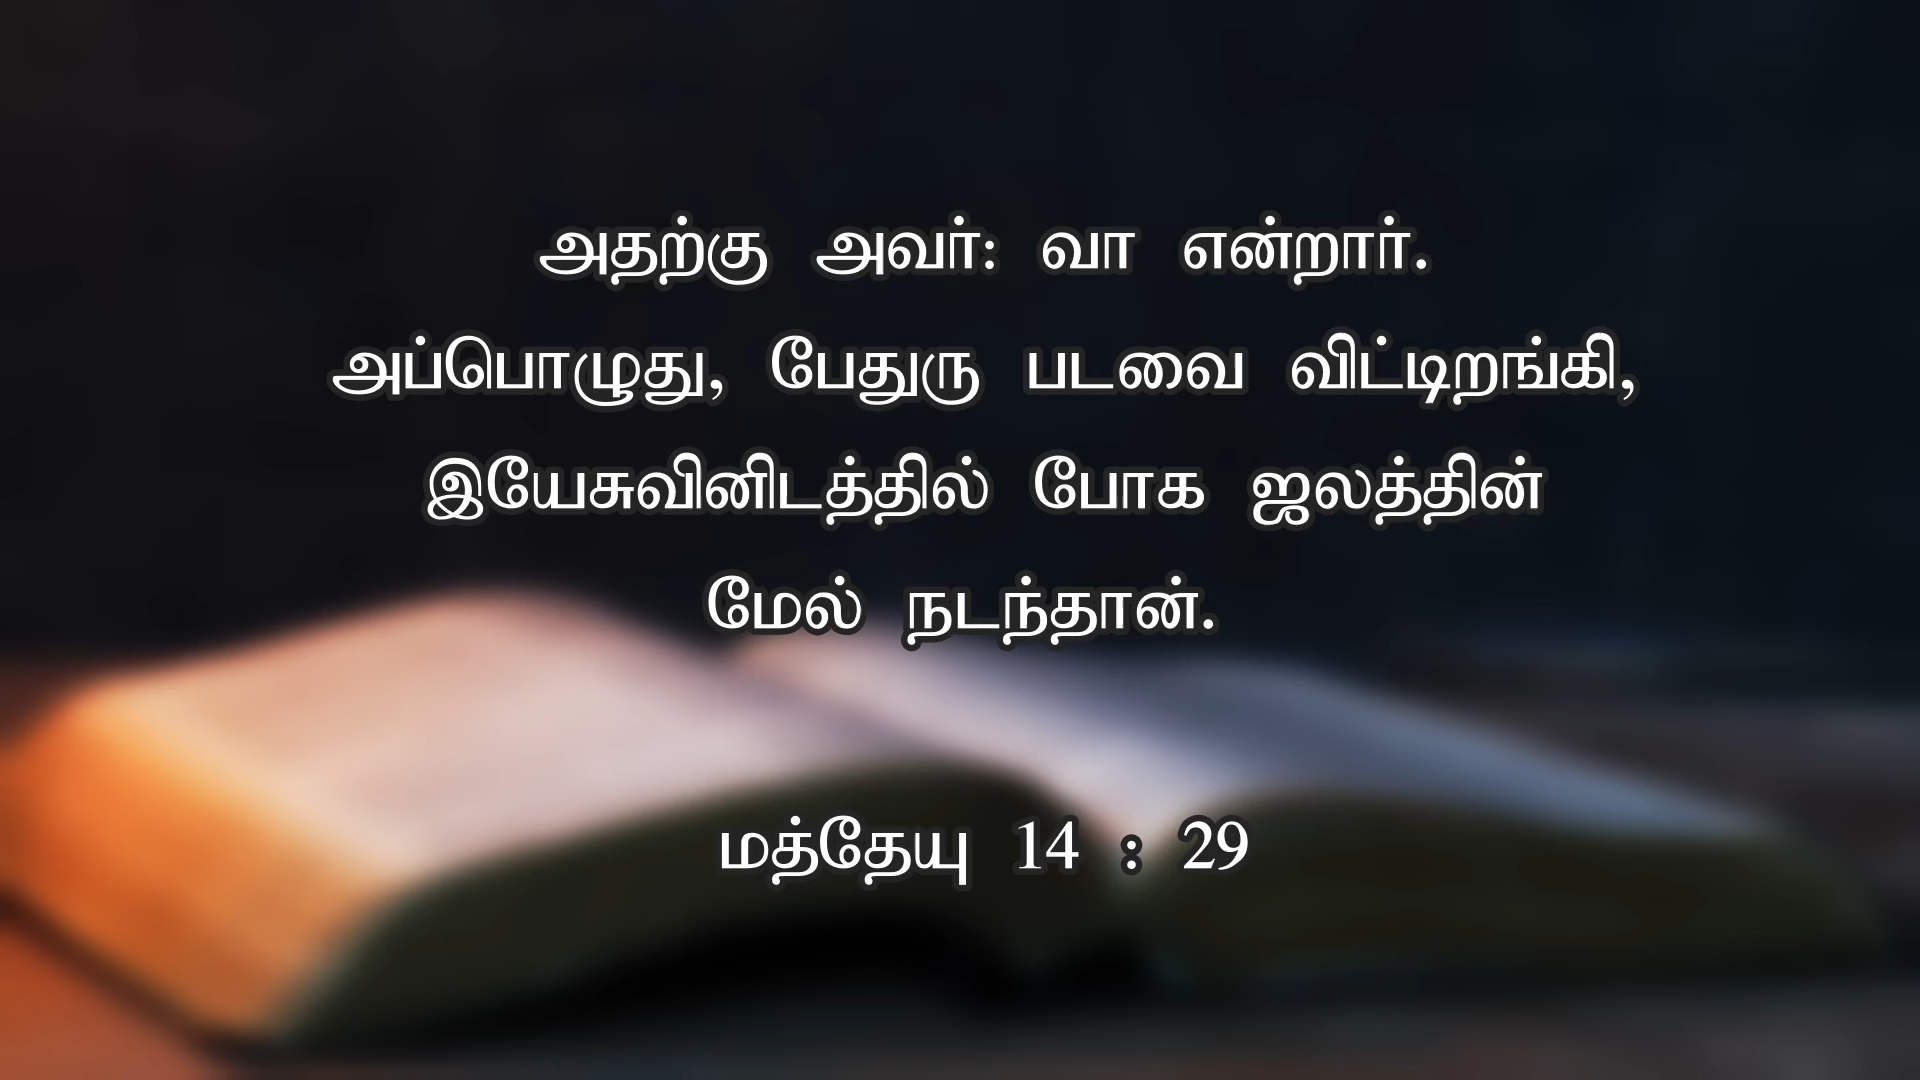 அதற்கு அவர்: வா என்றார்.
அப்பொழுது, பேதுரு படவை விட்டிறங்கி,
இயேசுவினிடத்தில் போக ஜலத்தின்
மேல் நடந்தான்.
மத்தேயு 14 : 29